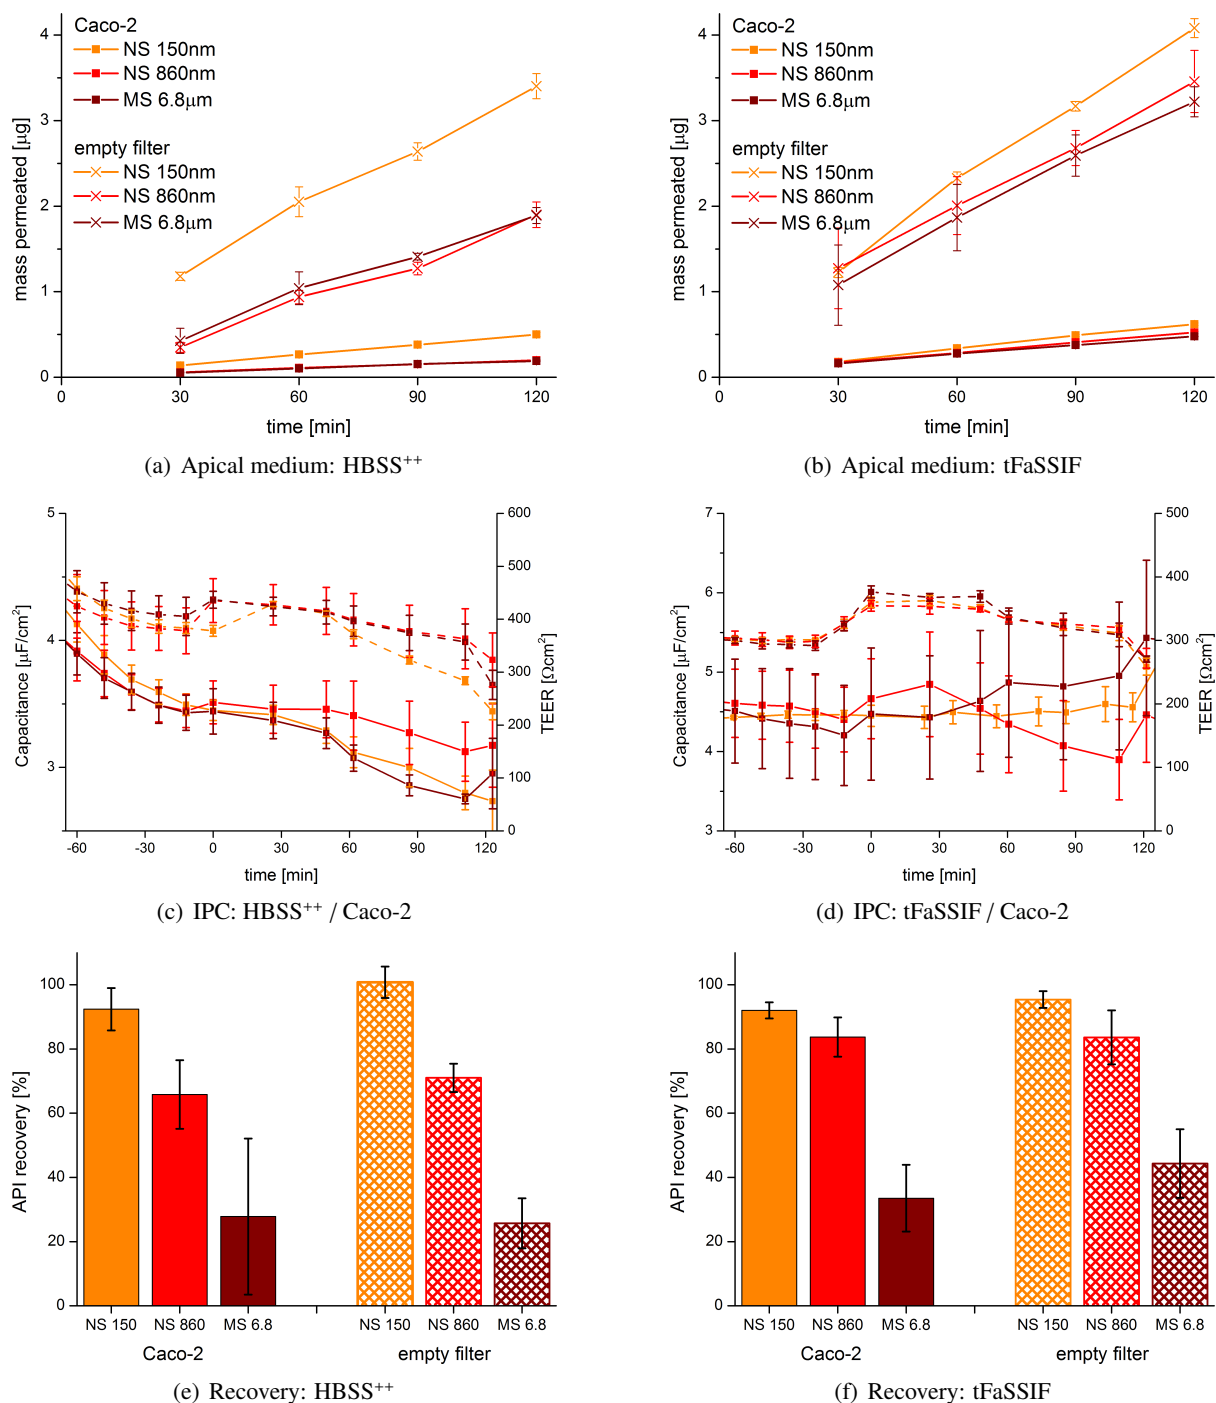 Caco-2
NS 150nm
NS 860nm
MS 6.8μm
empty filter
NS 150nm
NS 860nm
MS 6.8μm
mass permeated [μg]
4
3
2
1
0
0 30 60 90 120
time [min]
(a) Apical medium: HBSS++
Caco-2
NS 150nm
NS 860nm
MS 6.8μm
empty filter
NS 150nm
NS 860nm
MS 6.8μm
mass permeated [μg]
4
3
2
1
0
0 30 60 90 120
time [min]
(b) Apical medium: tFaSSIF
Capacitance [μF/cm²]
5
4
3
TEER [Ωcm²]
600
500
400
300
200
100
0
-60 -30 0 30 60 90 120
time [min]
(c) IPC: HBSS++ / Caco-2
Capacitance [μF/cm²]
7
6
5
4
3
TEER [Ωcm²]
500
400
300
200
100
0
-60 -30 0 30 60 90 120
time [min]
(d) IPC: tFaSSIF / Caco-2
API recovery [%]
100
80
60
40
20
0
NS 150 NS 860 MS 6.8 NS 150 NS 860 MS 6.8
Caco-2 empty filter
(e) Recovery: HBSS++
API recovery [%]
100
80
60
40
20
0
NS 150 NS 860 MS 6.8 NS 150 NS 860 MS 6.8
Caco-2 empty filter
(f) Recovery: tFaSSIF